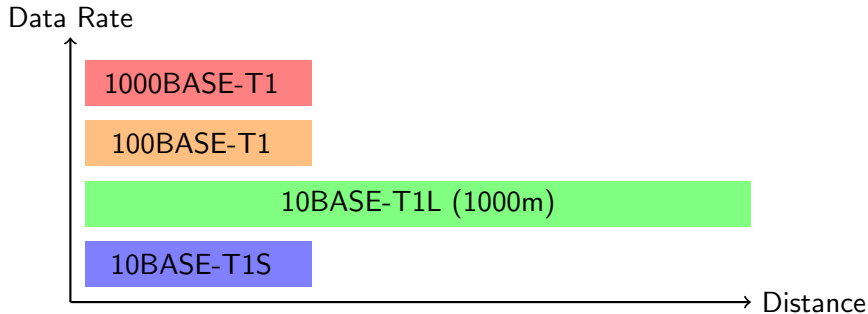 Data Rate
1000BASE-T1
100BASE-T1
10BASE-T1L (1000m)
10BASE-T1S
Distance